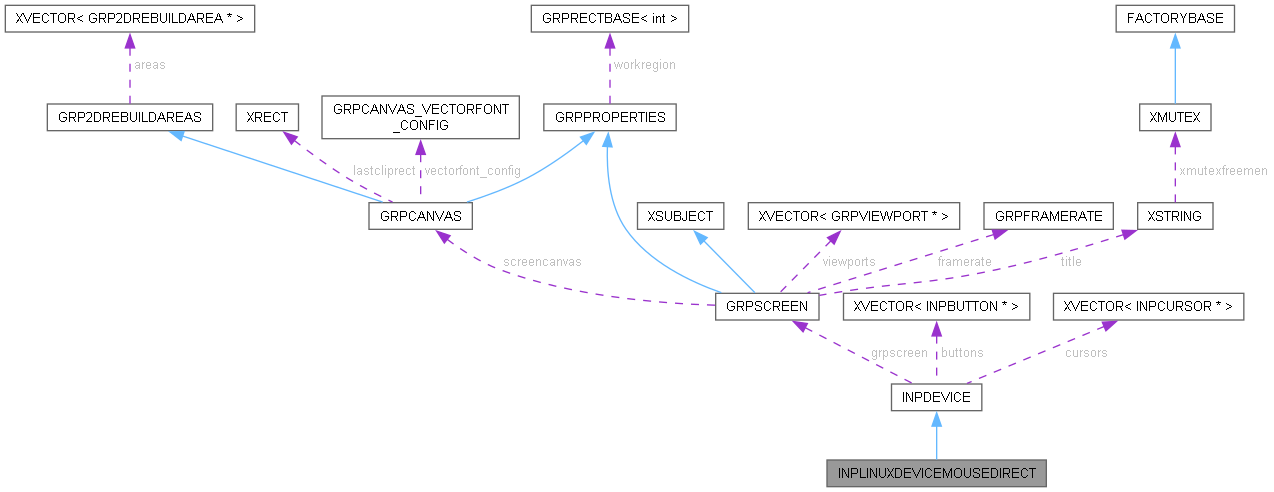 XVECTOR< GRP2DREBUILDAREA * >
GRPRECTBASE< int >
FACTORYBASE
areas
workregion
GRP2DREBUILDAREAS
XRECT
GRPCANVAS_VECTORFONT
_CONFIG
GRPPROPERTIES
XMUTEX
lastcliprect
vectorfont_config
xmutexfreemem
GRPCANVAS
XSUBJECT
XVECTOR< GRPVIEWPORT * >
GRPFRAMERATE
XSTRING
screencanvas
viewports
framerate
title
GRPSCREEN
XVECTOR< INPBUTTON * >
XVECTOR< INPCURSOR * >
grpscreen
buttons
cursors
INPDEVICE
INPLINUXDEVICEMOUSEDIRECT